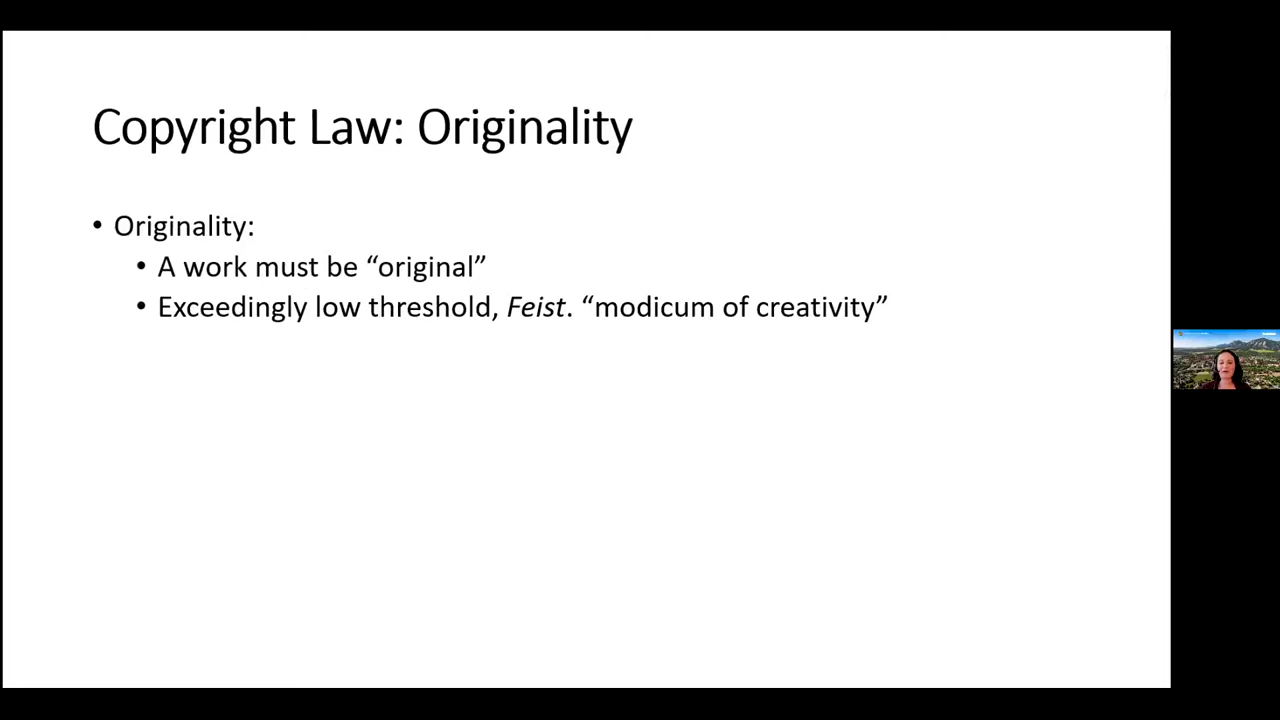 Copyright Law: Originality
• Originality:
• A work must be “original”
• Exceedingly low threshold, Feist. “modicum of creativity”